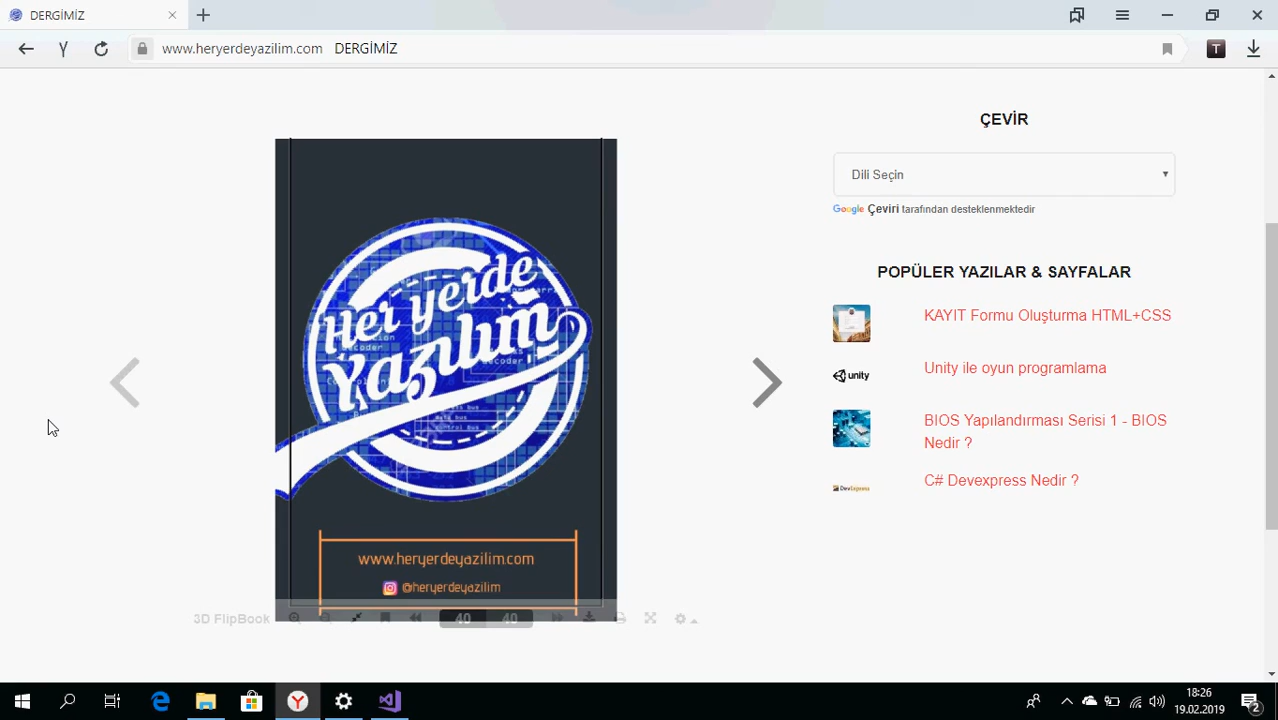 DERGİMİZ
www.heryerdeyazilim.com DERGİMİZ
T
Her yerde
Yazılım
www.heryerdeyazilim.com
@heryerdeyazilim
3D FlipBook
40 40
ÇEVİR
Dili Seçin
Google Çeviri tarafından desteklenmektedir
POPÜLER YAZILAR & SAYFALAR
KAYIT Formu Oluşturma HTML+CSS
unity
Unity ile oyun programlama
BIOS Yapılandırması Serisi 1 - BIOS
Nedir ?
DevExpress
C# Devexpress Nedir ?
18:26
19.02.2019
2